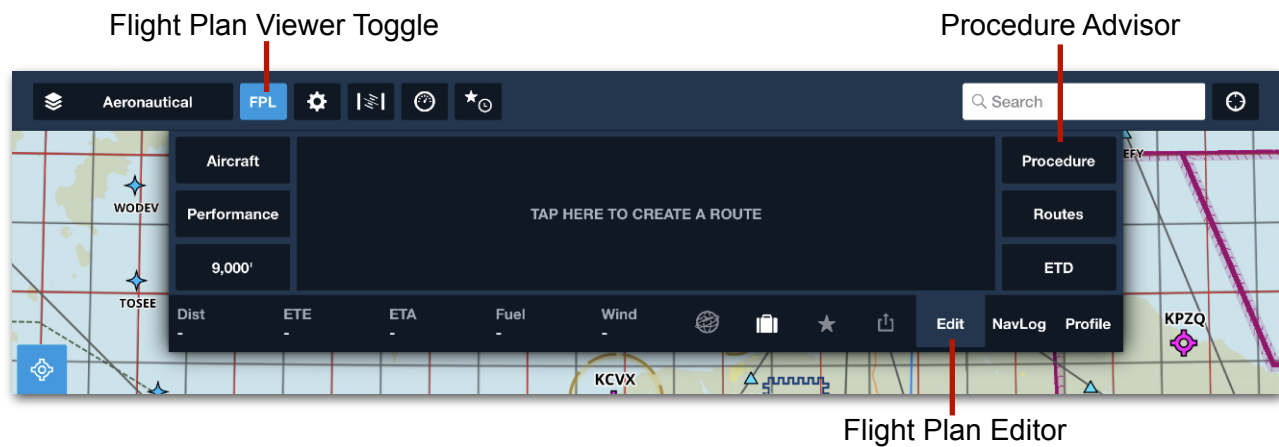 Flight Plan Viewer Toggle
Procedure Advisor
Aeronautical
FPL
Search
Aircraft
Procedure
EFY
WODEV
Performance
TAP HERE TO CREATE A ROUTE
Routes
9,000'
ETD
TOSEE
Dist
ETE
ETA
Fuel
Wind
-
-
-
-
-
Edit
NavLog
Profile
KPZQ
KCVX
Flight Plan Editor